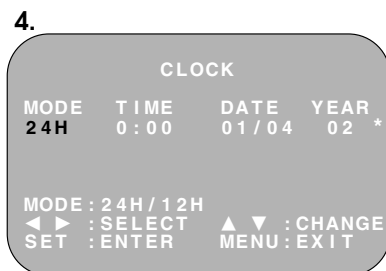 4.
CLOCK
MODE TIME DATE YEAR
24H 0:00 01/04 02 *
MODE:24H/12H
◀ ▶ :SELECT ▲ ▼ :CHANGE
SET :ENTER MENU:EXIT